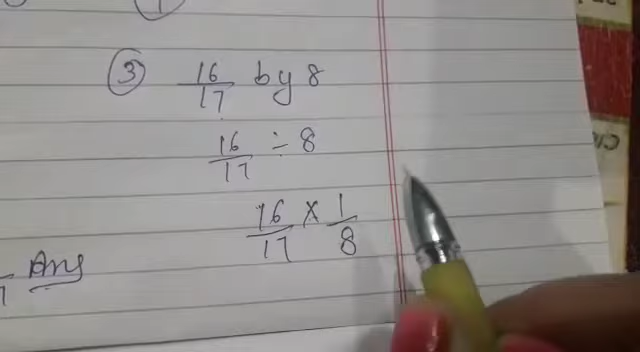 ③ 16/17 by 8
16/17 ÷ 8
16/17 × 1/8
Ans